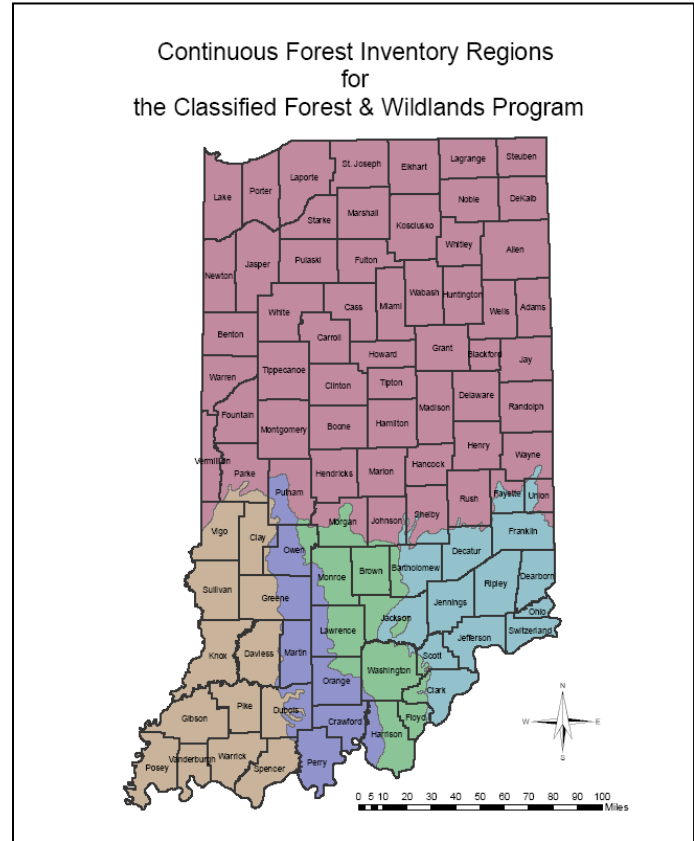 Continuous Forest Inventory Regions
for
the Classified Forest & Wildlands Program
St. Joseph
Elkhart
Lagrange
Steuben
Laporte
Porter
Lake
Noble
DeKalb
Marshall
Starke
Kosciusko
Whitley
Allen
Jasper
Pulaski
Fulton
Newton
Wabash
Huntington
Miami
Cass
White
Wells
Adams
Benton
Carroll
Grant
Blackford
Jay
Howard
Warren
Tippecanoe
Clinton
Tipton
Delaware
Madison
Randolph
Fountain
Montgomery
Boone
Hamilton
Henry
Wayne
Vermillion
Parke
Hendricks
Marion
Hancock
Putnam
Rush
Fayette
Union
Morgan
Johnson
Shelby
Vigo
Clay
Owen
Franklin
Decatur
Monroe
Brown
Bartholomew
Sullivan
Greene
Ripley
Dearborn
Jennings
Ohio
Jackson
Lawrence
Switzerland
Jefferson
Knox
Daviess
Martin
Washington
Scott
Orange
Clark
Pike
Gibson
Dubois
Crawford
Floyd
Harrison
Posey
Vanderburgh
Warrick
Spencer
Perry
N
W E
S
0 5 10 20 30 40 50 60 70 80 90 100
Miles